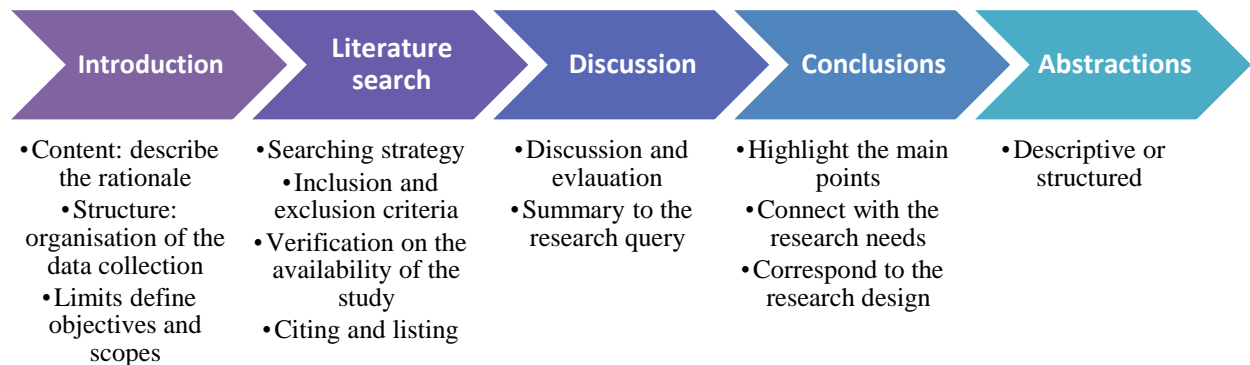 Introduction
•Content: describe
the rationale
•Structure:
organisation of the
data collection
•Limits define
objectives and
scopes
Literature
search
•Searching strategy
•Inclusion and
exclusion criteria
•Verification on the
availability of the
study
•Citing and listing
Discussion
•Discussion and
evlauation
•Summary to the
research query
Conclusions
•Highlight the main
points
•Connect with the
research needs
•Correspond to the
research design
Abstractions
•Descriptive or
structured